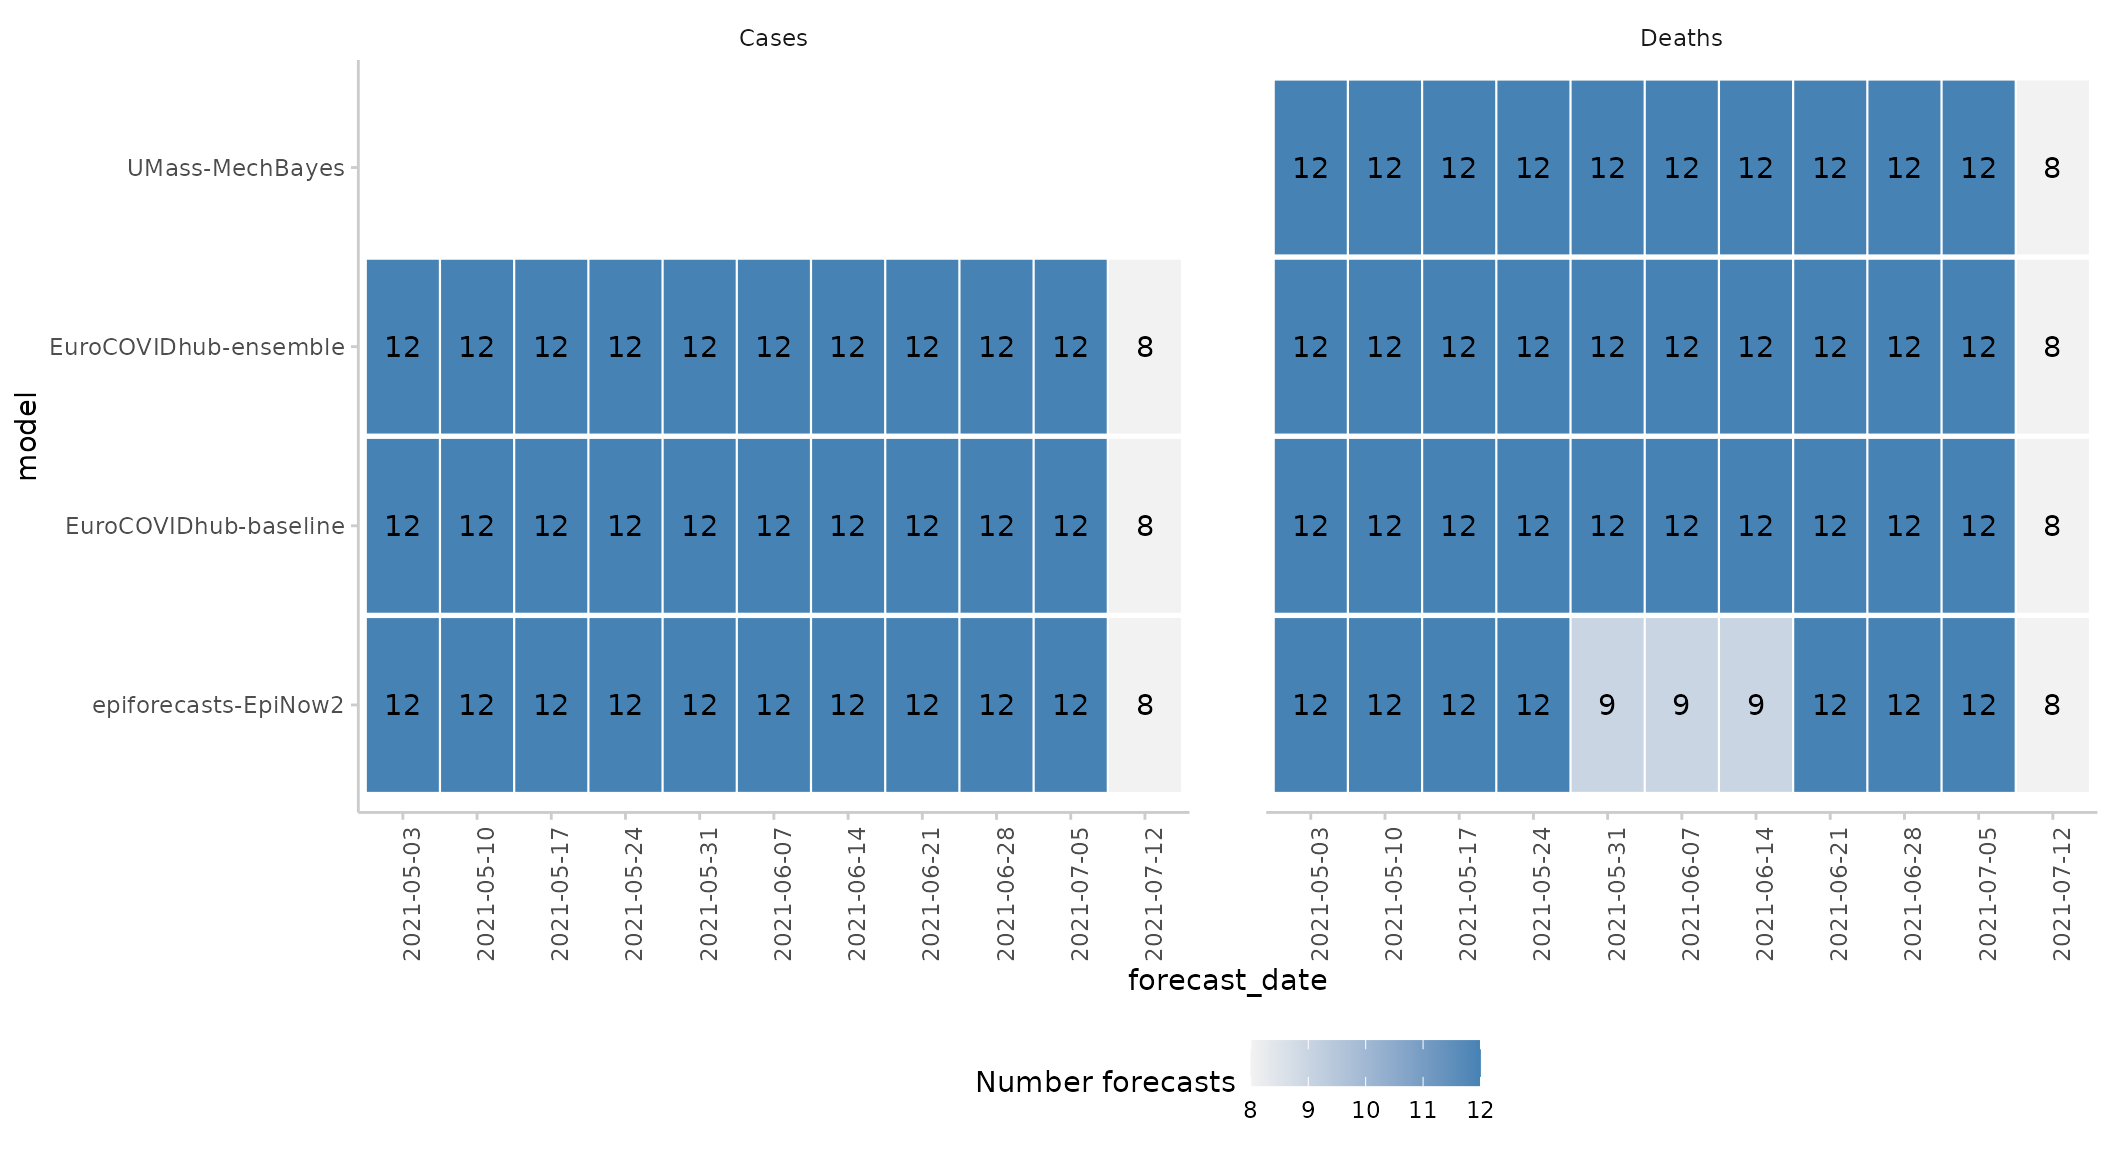 Cases Deaths
model
UMass-MechBayes 12 12 12 12 12 12 12 12 12 12 8
EuroCOVIDhub-ensemble 12 12 12 12 12 12 12 12 12 12 8 12 12 12 12 12 12 12 12 12 12 8
EuroCOVIDhub-baseline 12 12 12 12 12 12 12 12 12 12 8 12 12 12 12 12 12 12 12 12 12 8
epiforecasts-EpiNow2 12 12 12 12 12 12 12 12 12 12 8 12 12 12 12 9 9 9 12 12 12 8
2021-05-03 2021-05-10 2021-05-17 2021-05-24 2021-05-31 2021-06-07 2021-06-14 2021-06-21 2021-06-28 2021-07-05 2021-07-12 2021-05-03 2021-05-10 2021-05-17 2021-05-24 2021-05-31 2021-06-07 2021-06-14 2021-06-21 2021-06-28 2021-07-05 2021-07-12
forecast_date
Number forecasts
8 9 10 11 12